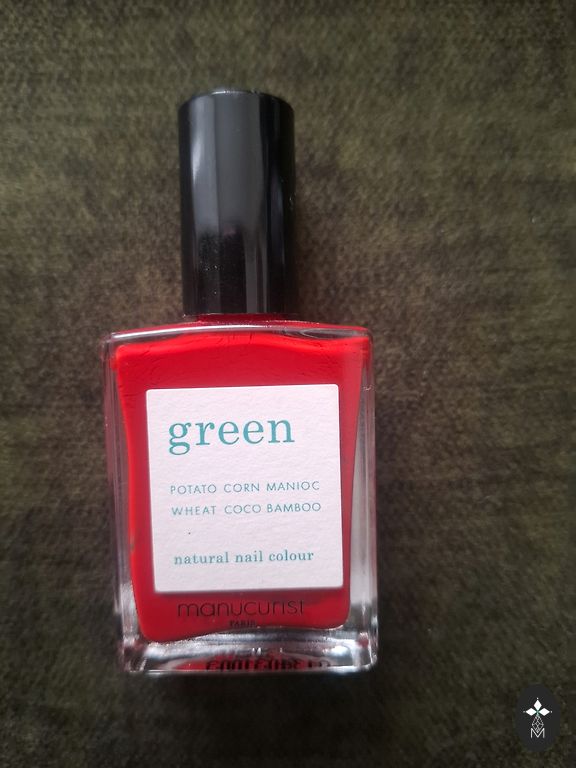 green
POTATO CORN MANIOC
WHEAT COCO BAMBOO
natural nail colour
manucurist
PARIS
M